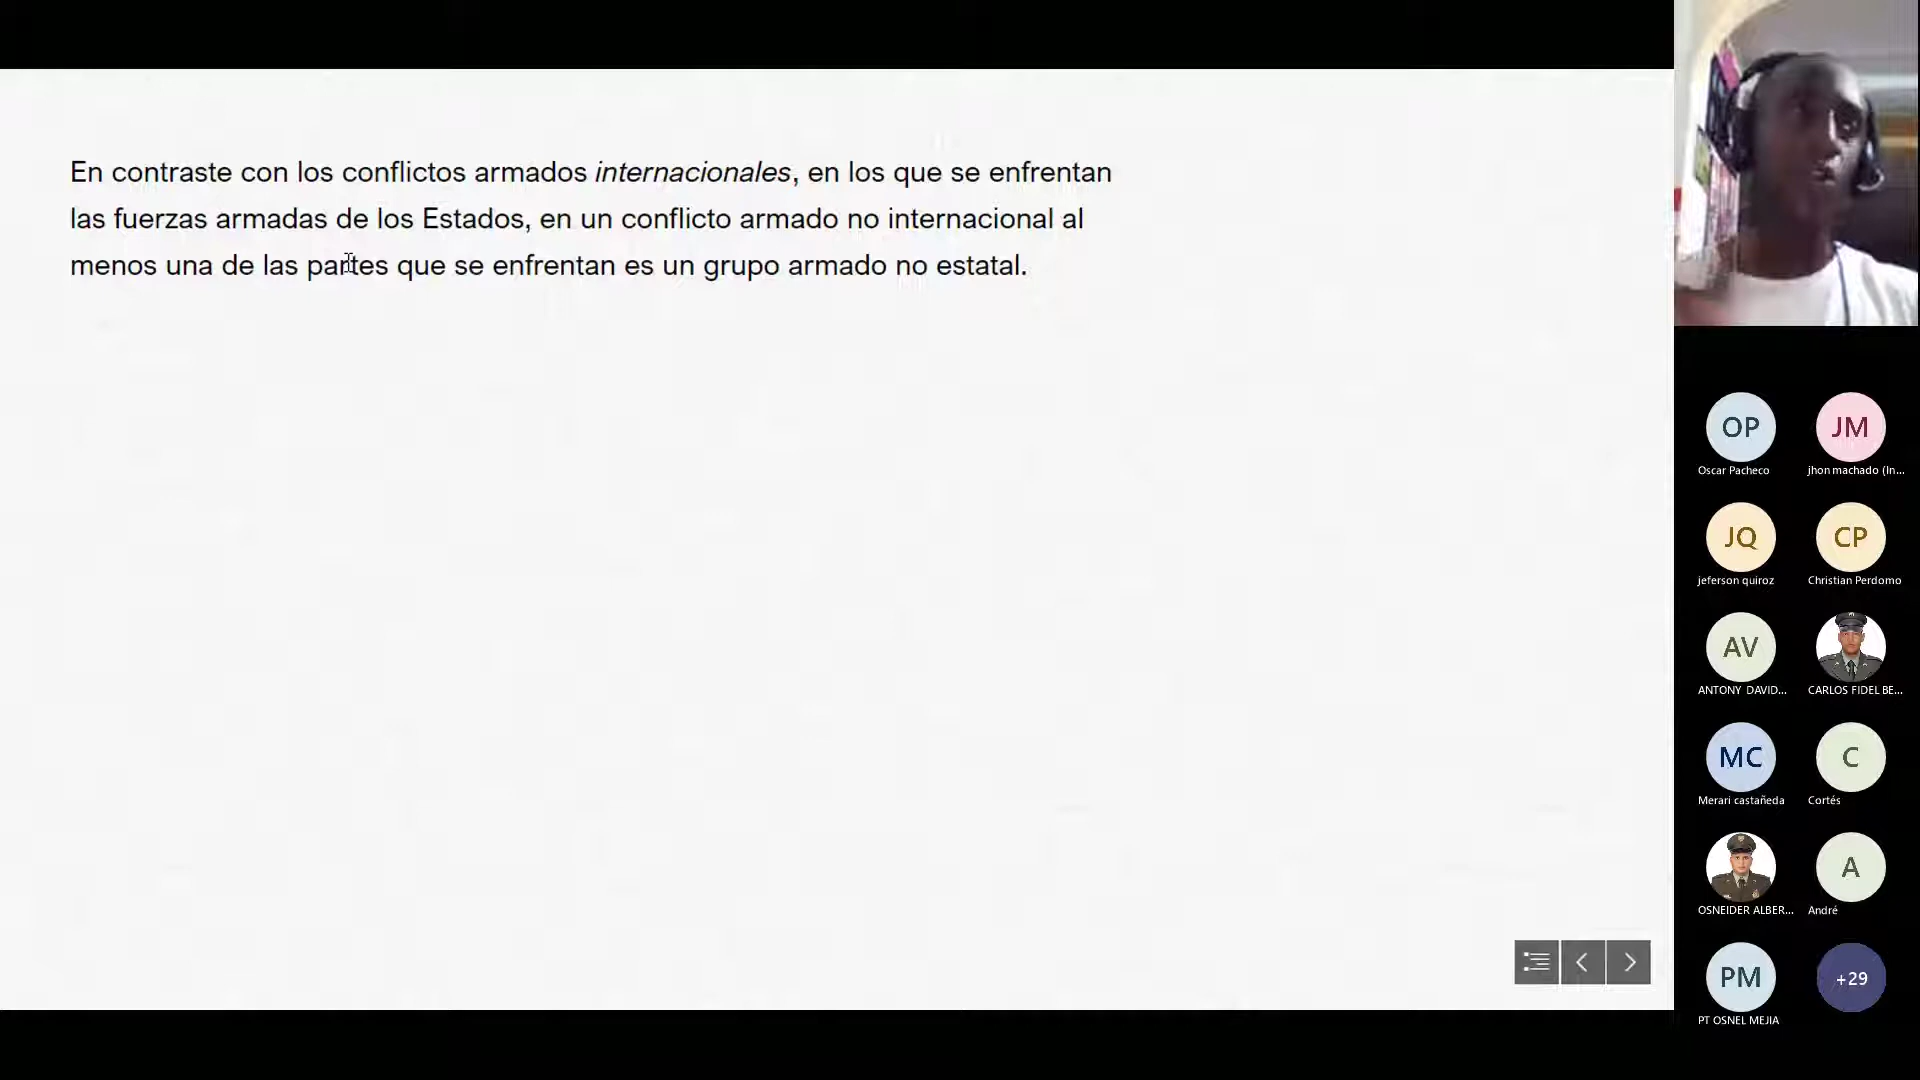 En contraste con los conflictos armados internacionales, en los que se enfrentan
las fuerzas armadas de los Estados, en un conflicto armado no internacional al
menos una de las partes que se enfrentan es un grupo armado no estatal.
OP
JM
Oscar Pacheco
jhon machado (In...
JQ
CP
jeferson quiroz
Christian Perdomo
AV
ANTONY DAVID...
CARLOS FIDEL BE...
MC
C
Merari castañeda
Cortés
A
OSNEIDER ALBER...
André
PM
+29
PT OSNEL MEJIA